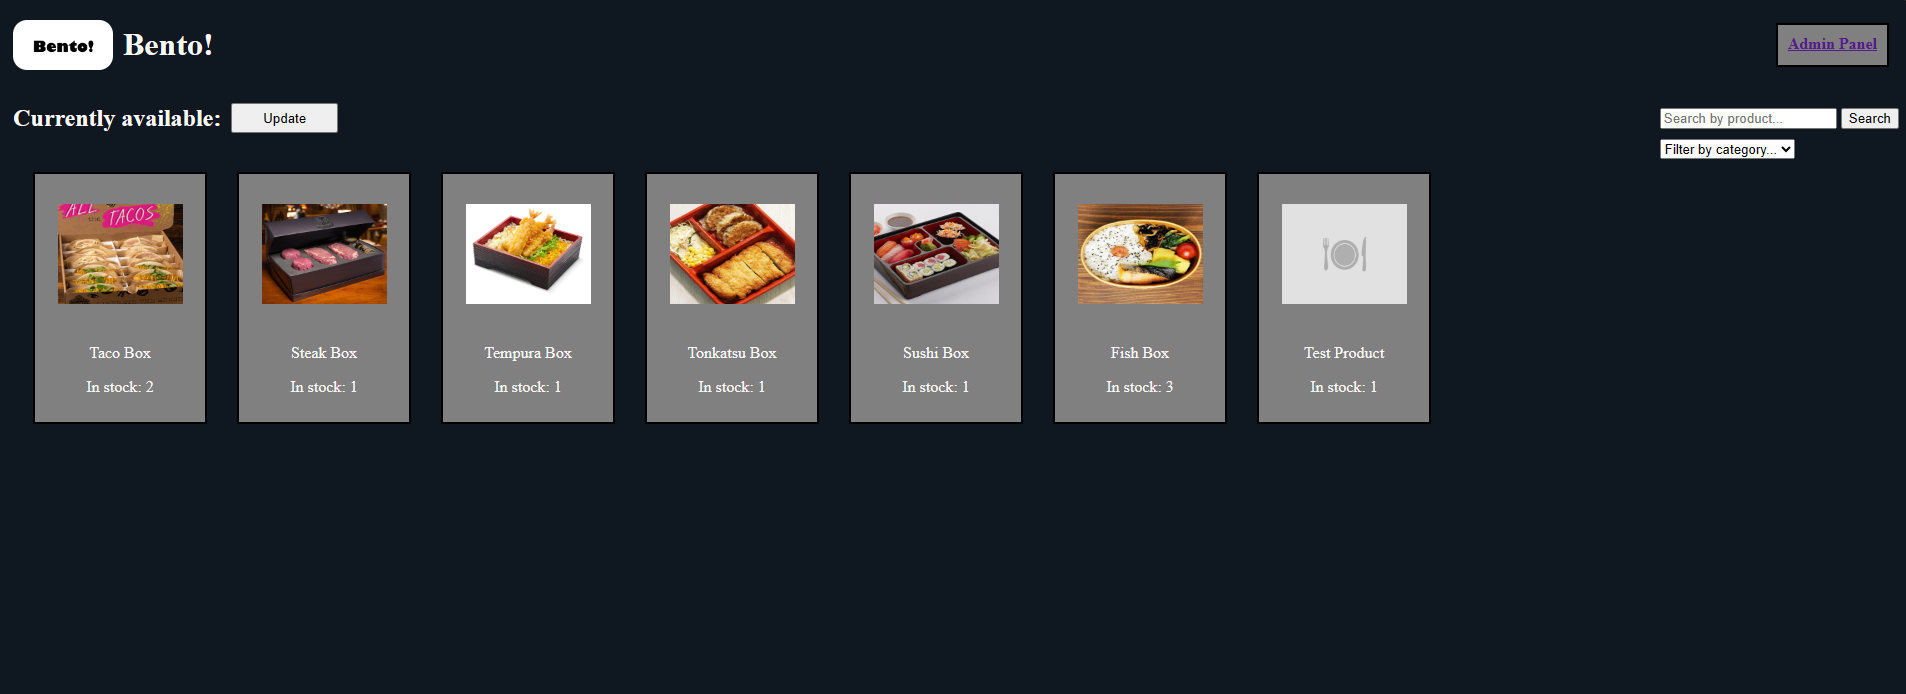 Bento!
Bento!
Admin Panel
Currently available:
Update
Search by product...
Search
Filter by category...
ALL
TACOS
Taco Box
In stock: 2
Steak Box
In stock: 1
Tempura Box
In stock: 1
Tonkatsu Box
In stock: 1
Sushi Box
In stock: 1
Fish Box
In stock: 3
Test Product
In stock: 1